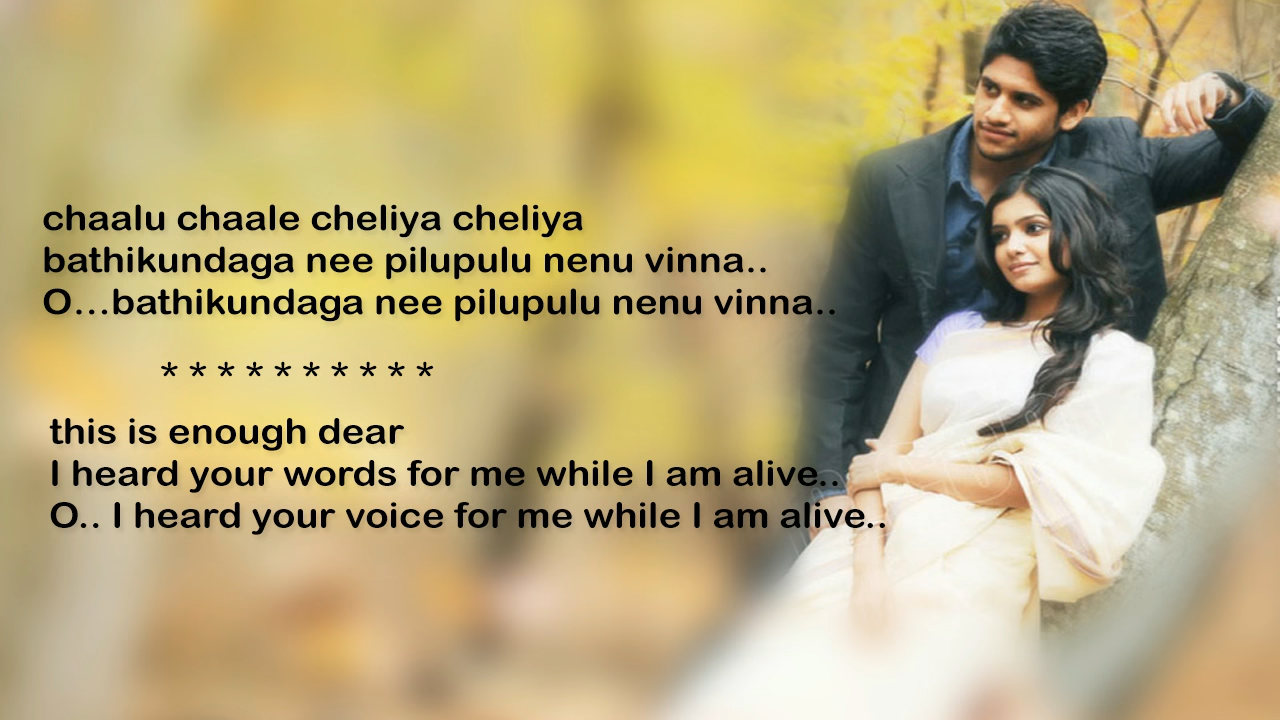 chaalu chaale cheliya cheliya
bathikundaga nee pilupulu nenu vinna..
O...bathikundaga nee pilupulu nenu vinna..
* * * * * * * * * *
this is enough dear
I heard your words for me while I am alive..
O.. I heard your voice for me while I am alive..